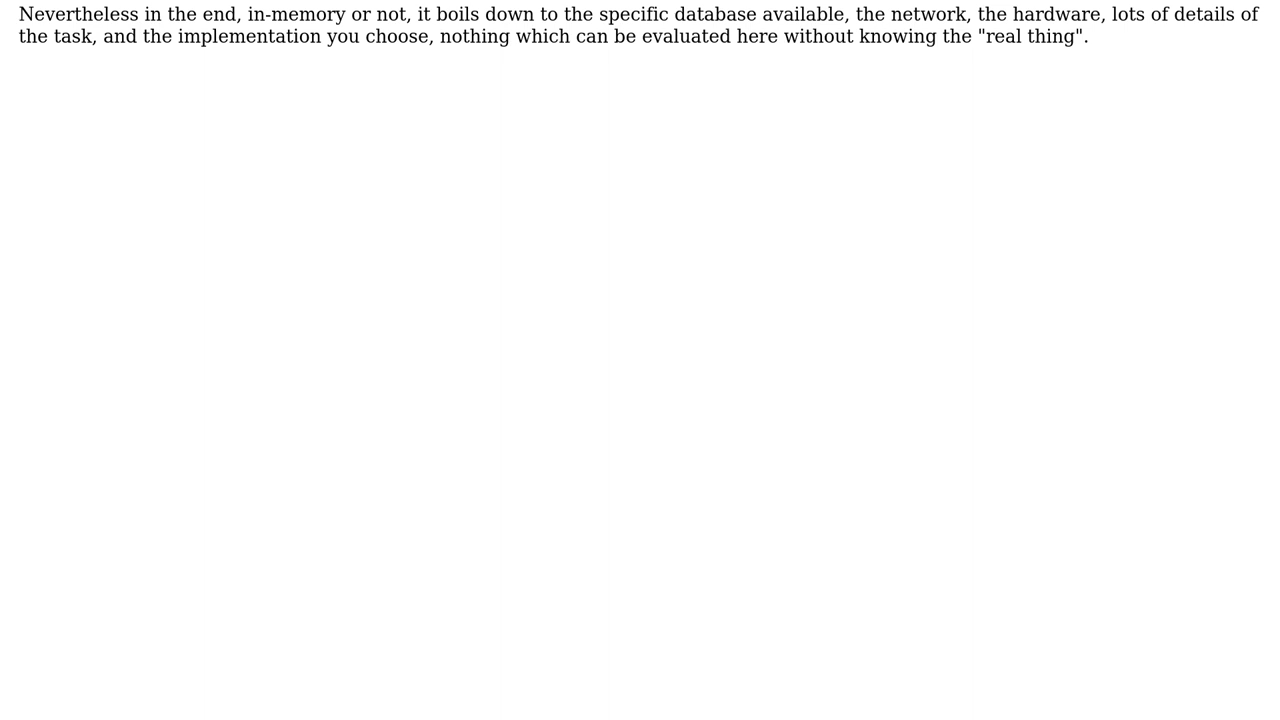 Nevertheless in the end, in-memory or not, it boils down to the specific database available, the network, the hardware, lots of details of
the task, and the implementation you choose, nothing which can be evaluated here without knowing the "real thing".